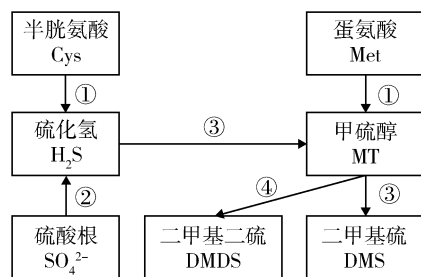 半胱氨酸
Cys
蛋氨酸
Met
①
①
硫化氢
H₂S
③
甲硫醇
MT
②
④
③
硫酸根
SO₄²⁻
二甲基二硫
DMDS
二甲基硫
DMS